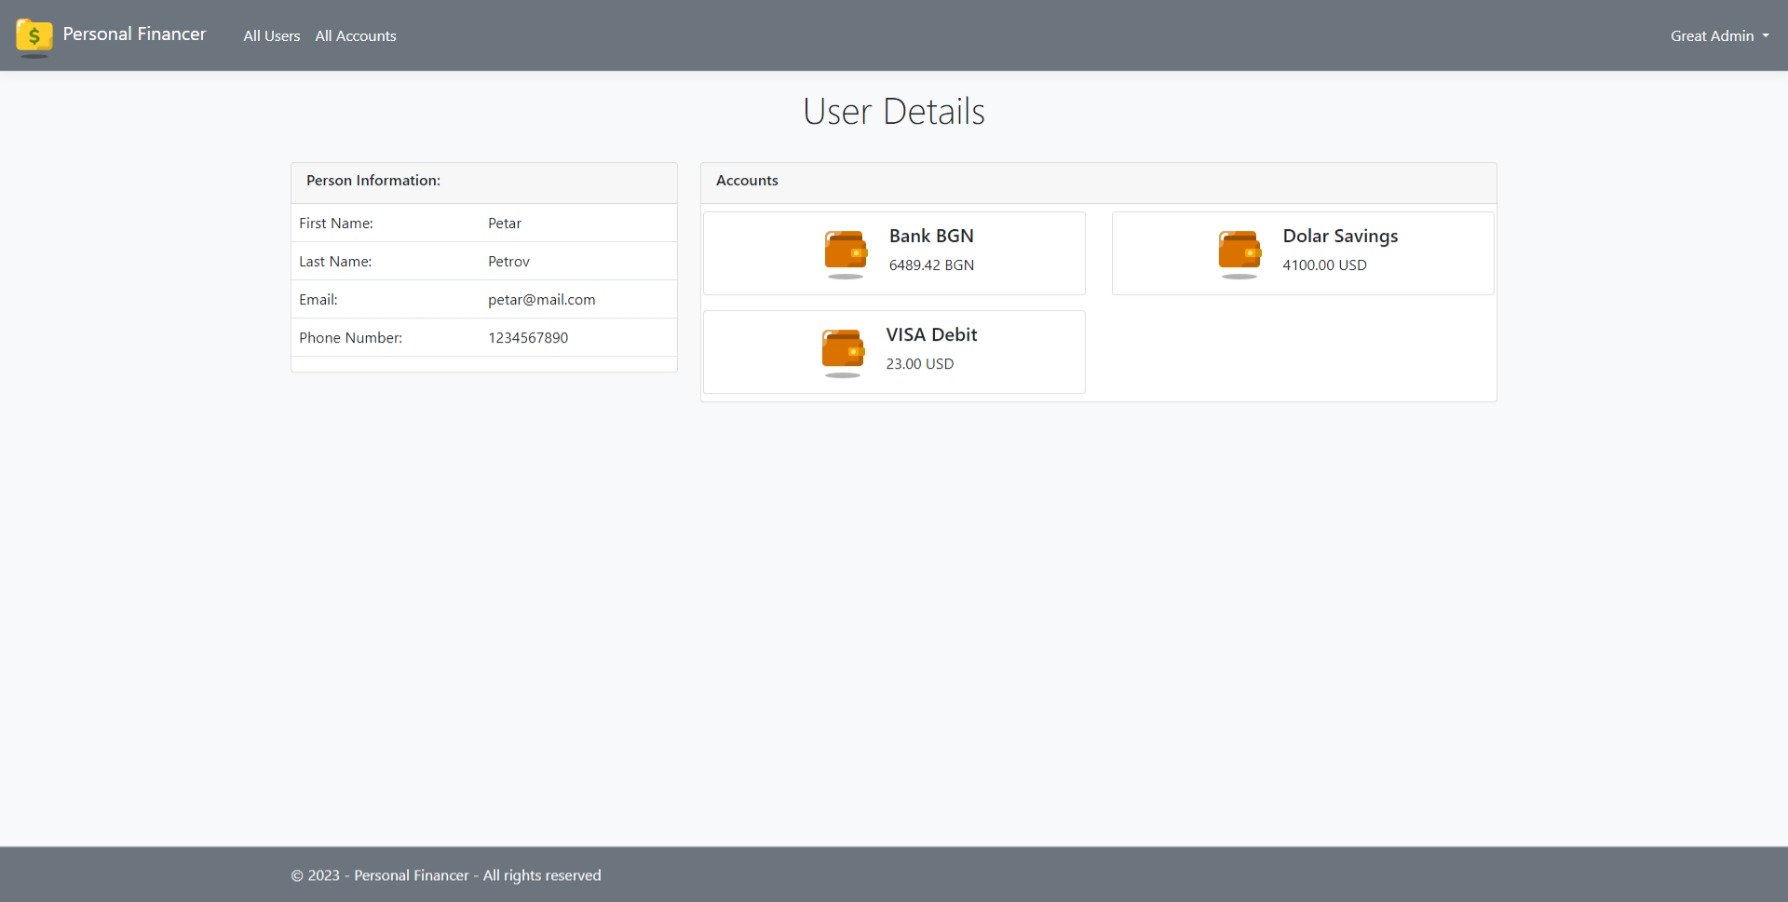 $
Personal Financer
All Users
All Accounts
Great Admin
User Details
Person Information:
First Name: Petar
Last Name: Petrov
Email: petar@mail.com
Phone Number: 1234567890
Accounts
Bank BGN
6489.42 BGN
Dolar Savings
4100.00 USD
VISA Debit
23.00 USD
© 2023 - Personal Financer - All rights reserved